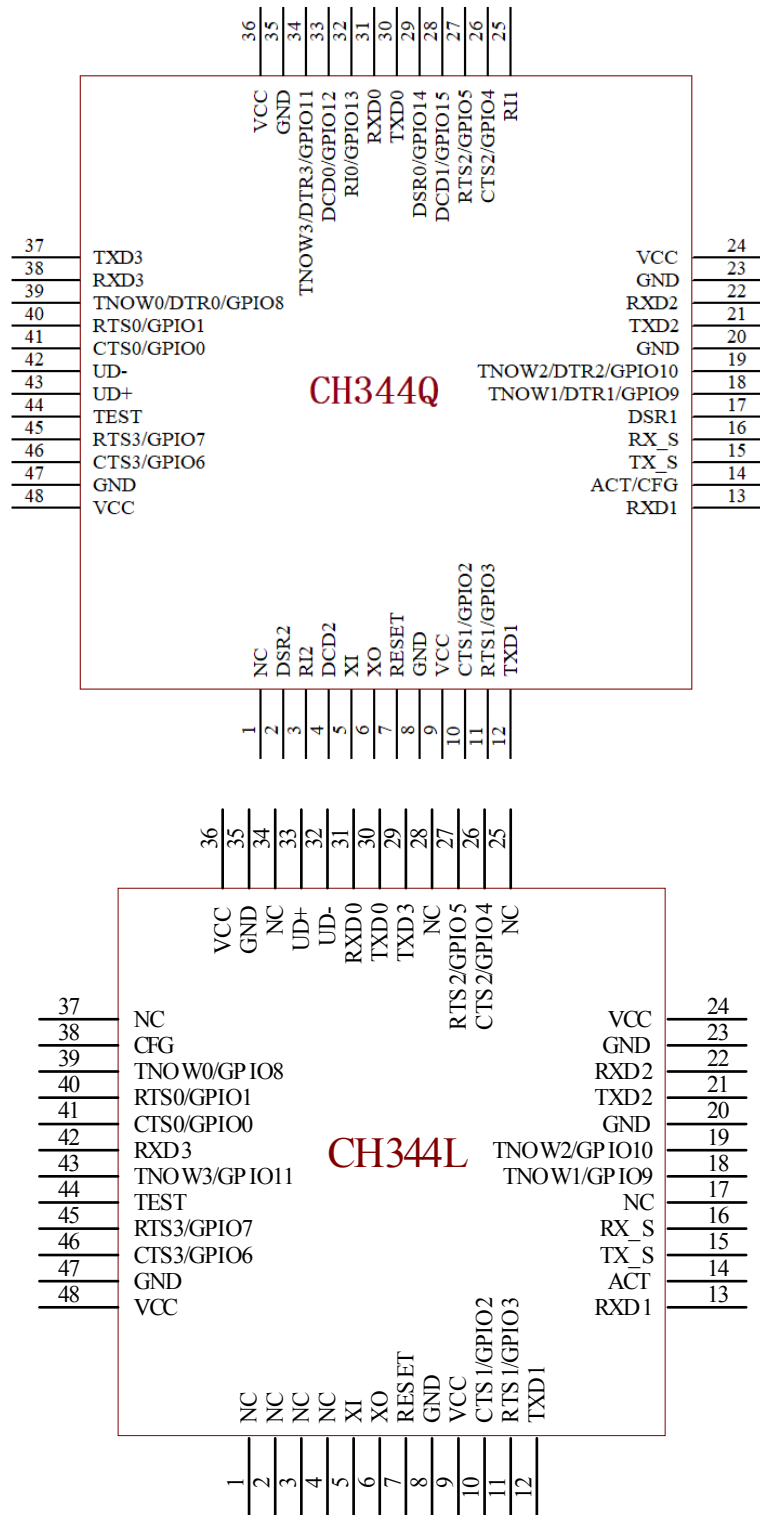 36 35 34 33 32 31 30 29 28 27 26 25
VCC
GND
TNOW3/DTR3/GPIO11
DCD0/GPIO12
RI0/GPIO13
RXD0
TXD0
DSR0/GPIO14
DCD1/GPIO15
RTS2/GPIO5
CTS2/GPIO4
RI1
37 TXD3
38 RXD3
39 TNOW0/DTR0/GPIO8
40 RTS0/GPIO1
41 CTS0/GPIO0
42 UD-
43 UD+
44 TEST
45 RTS3/GPIO7
46 CTS3/GPIO6
47 GND
48 VCC
CH344Q
VCC 24
GND 23
RXD2 22
TXD2 21
GND 20
TNOW2/DTR2/GPIO10 19
TNOW1/DTR1/GPIO9 18
DSR1 17
RX_S 16
TX_S 15
ACT/CFG 14
RXD1 13
NC
DSR2
RI2
DCD2
XI
XO
RESET
GND
VCC
CTS1/GPIO2
RTS1/GPIO3
TXD1
1 2 3 4 5 6 7 8 9 10 11 12
36 35 34 33 32 31 30 29 28 27 26 25
VCC
GND
NC
UD+
UD-
RXD0
TXD0
TXD3
NC
RTS2/GPIO5
CTS2/GPIO4
NC
37 NC
38 CFG
39 TNOW0/GPIO8
40 RTS0/GPIO1
41 CTS0/GPIO0
42 RXD3
43 TNOW3/GPIO11
44 TEST
45 RTS3/GPIO7
46 CTS3/GPIO6
47 GND
48 VCC
CH344L
VCC 24
GND 23
RXD2 22
TXD2 21
GND 20
TNOW2/GPIO10 19
TNOW1/GPIO9 18
NC 17
RX_S 16
TX_S 15
ACT 14
RXD1 13
NC
NC
NC
NC
XI
XO
RESET
GND
VCC
CTS1/GPIO2
RTS1/GPIO3
TXD1
1 2 3 4 5 6 7 8 9 10 11 12